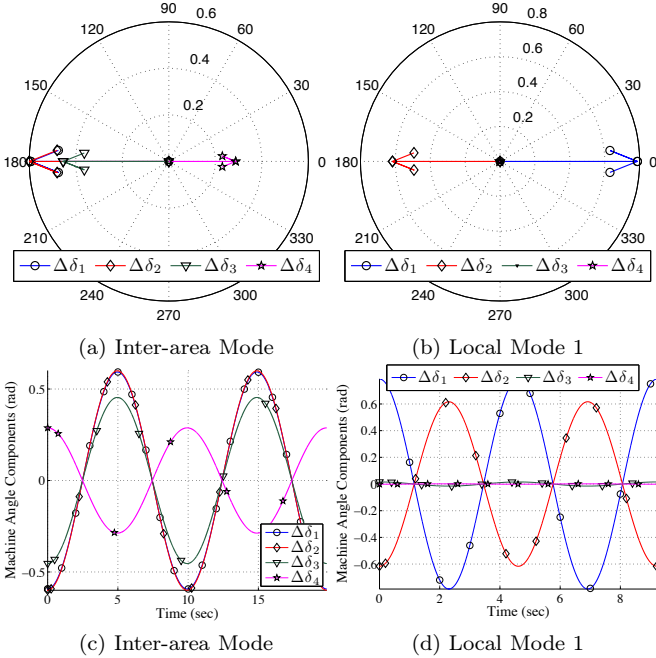 90 0.6
120 60
0.4
150 30
0.2
180 0
210 330
Δδ1 Δδ2 Δδ3 Δδ4
240 300
270
(a) Inter-area Mode
90 0.8
120 60
0.6
0.4
150 30
0.2
180 0
210 330
Δδ1 Δδ2 Δδ3 Δδ4
240 300
270
(b) Local Mode 1
Machine Angle Components (rad)
0.5
0
−0.5
0 5 10 15
Time (sec)
Δδ1
Δδ2
Δδ3
Δδ4
(c) Inter-area Mode
Machine Angle Components (rad)
Δδ1 Δδ2 Δδ3 Δδ4
0.6
0.4
0.2
0
−0.2
−0.4
−0.6
0 2 4 6 8
Time (sec)
(d) Local Mode 1